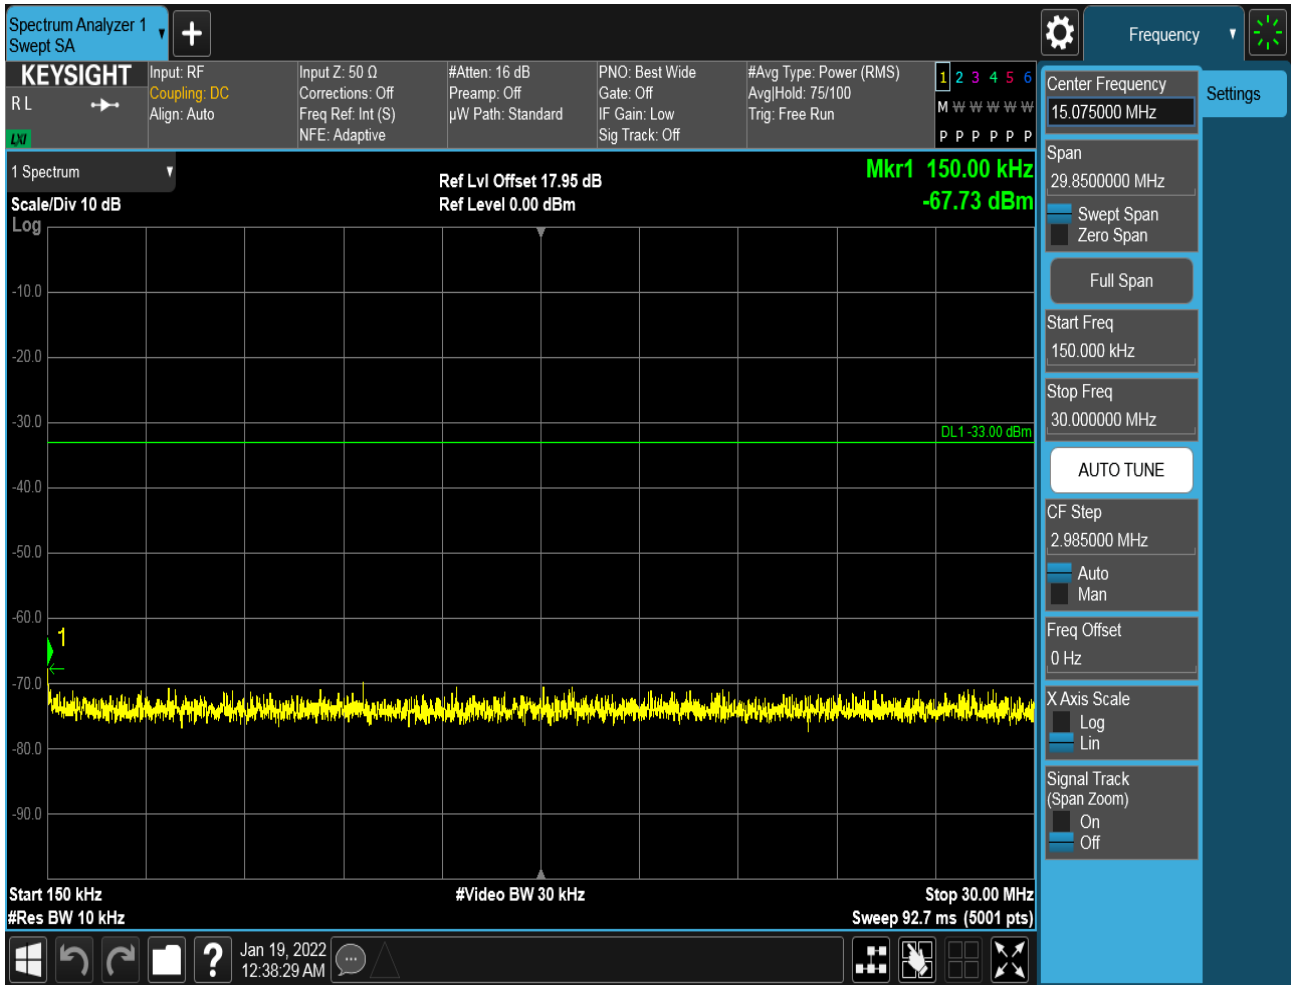 Spectrum Analyzer 1
Swept SA
Frequency
KEYSIGHT
R L
LXI
Input: RF
Coupling: DC
Align: Auto
Input Z: 50 Ω
Corrections: Off
Freq Ref: Int (S)
NFE: Adaptive
#Atten: 16 dB
Preamp: Off
µW Path: Standard
PNO: Best Wide
Gate: Off
IF Gain: Low
Sig Track: Off
#Avg Type: Power (RMS)
Avg|Hold: 75/100
Trig: Free Run
1 2 3 4 5 6
M W W W W W
P P P P P P
1 Spectrum
Scale/Div 10 dB
Log
Ref Lvl Offset 17.95 dB
Ref Level 0.00 dBm
Mkr1 150.00 kHz
-67.73 dBm
-10.0
-20.0
-30.0
DL1 -33.00 dBm
-40.0
-50.0
-60.0
1
-70.0
-80.0
-90.0
Start 150 kHz
#Video BW 30 kHz
Stop 30.00 MHz
#Res BW 10 kHz
Sweep 92.7 ms (5001 pts)
Center Frequency
15.075000 MHz
Settings
Span
29.8500000 MHz
Swept Span
Zero Span
Full Span
Start Freq
150.000 kHz
Stop Freq
30.000000 MHz
AUTO TUNE
CF Step
2.985000 MHz
Auto
Man
Freq Offset
0 Hz
X Axis Scale
Log
Lin
Signal Track
(Span Zoom)
On
Off
?
Jan 19, 2022
12:38:29 AM